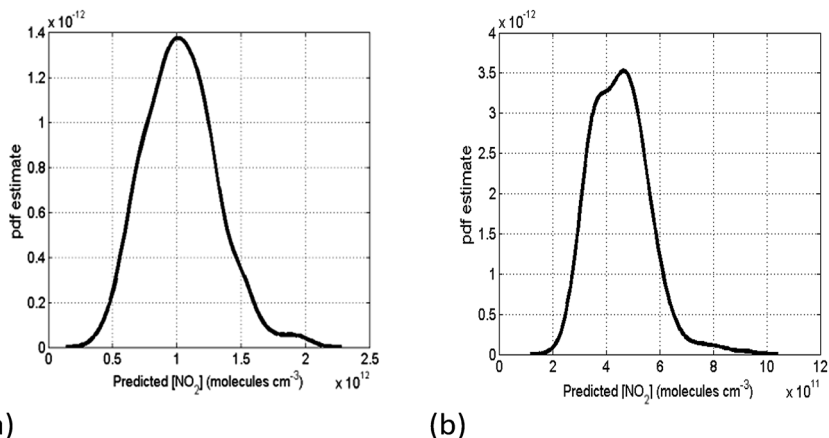 x 10⁻¹²
1.4
1.2
1
0.8
0.6
0.4
0.2
0
pdf estimate
0 0.5 1 1.5 2 2.5
Predicted [NO₂] (molecules cm⁻³) x 10¹²
x 10⁻¹²
4
3.5
3
2.5
2
1.5
1
0.5
0
pdf estimate
0 2 4 6 8 10 12
Predicted [NO₂] (molecules cm⁻³) x 10¹¹
)
(b)